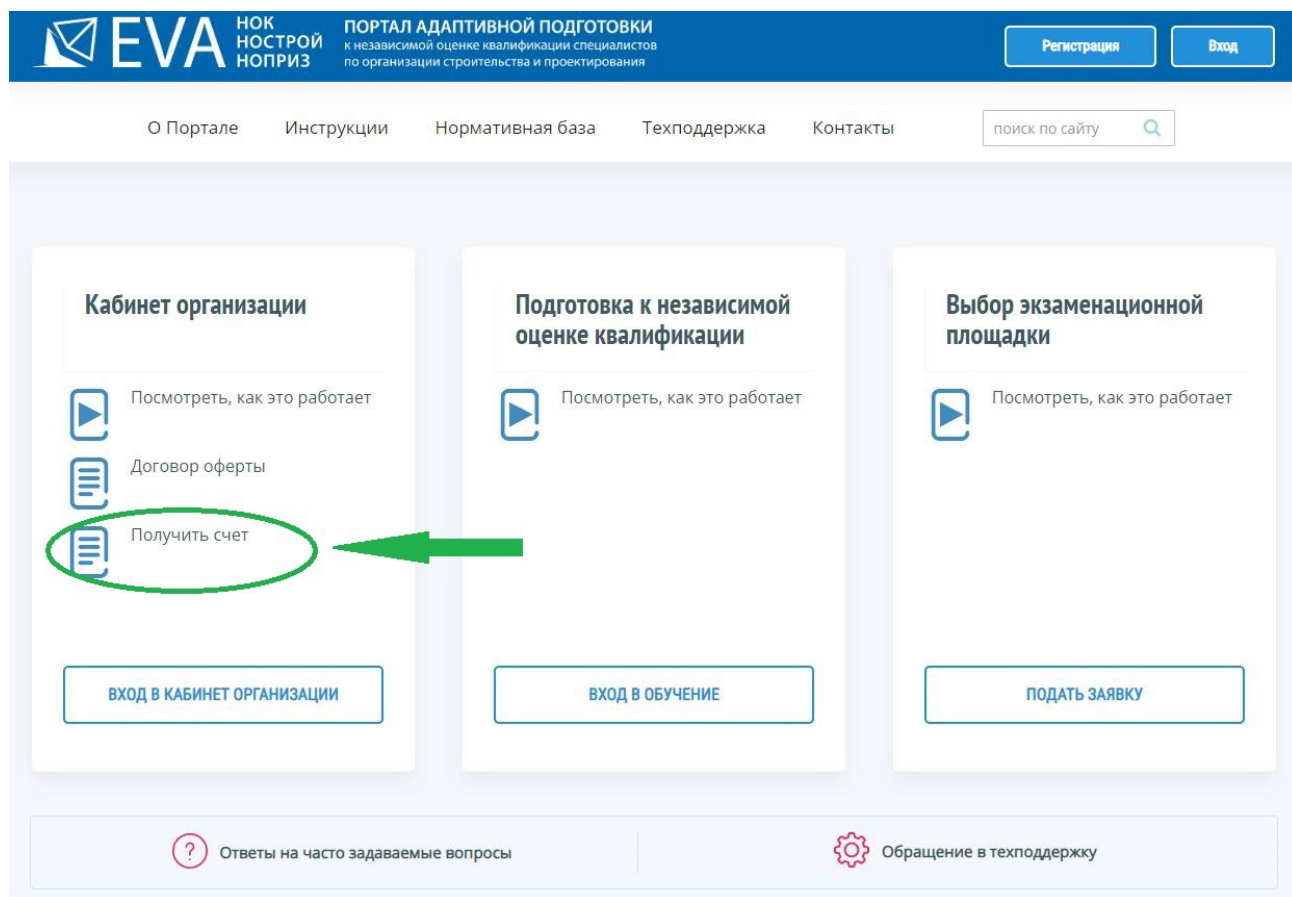 EVA
НОК
НОСТРОЙ
НОПРИЗ
ПОРТАЛ АДАПТИВНОЙ ПОДГОТОВКИ
к независимой оценке квалификации специалистов
по организации строительства и проектирования
Регистрация
Вход
О Портале
Инструкции
Нормативная база
Техподдержка
Контакты
поиск по сайту
Кабинет организации
Посмотреть, как это работает
Договор оферты
Получить счет
ВХОД В КАБИНЕТ ОРГАНИЗАЦИИ
Подготовка к независимой
оценке квалификации
Посмотреть, как это работает
ВХОД В ОБУЧЕНИЕ
Выбор экзаменационной
площадки
Посмотреть, как это работает
ПОДАТЬ ЗАЯВКУ
? Ответы на часто задаваемые вопросы
Обращение в техподдержку